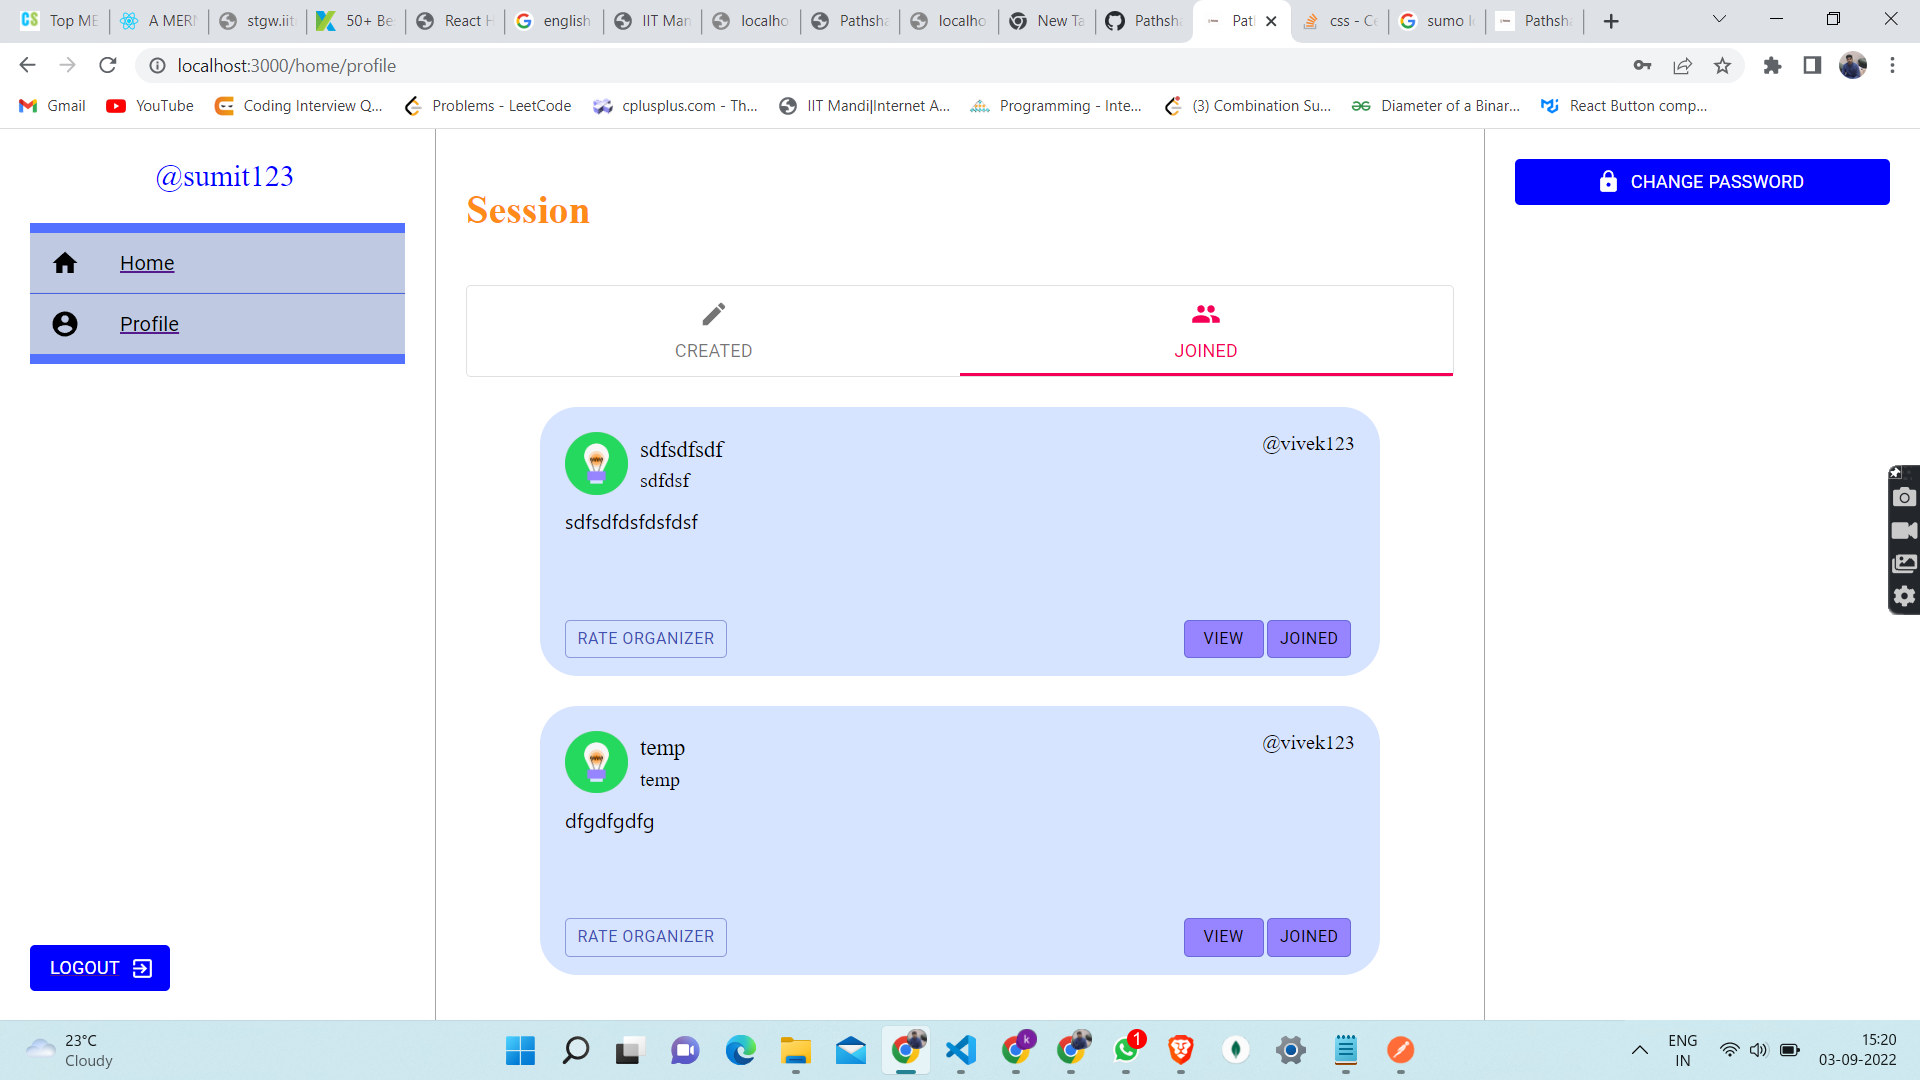 Top ME
A MERN
stgw.iit
50+ Be
React H
english
IIT Man
localho
Pathsha
localho
New Ta
Pathsha
Pat
css - Ce
sumo l
Pathsha
localhost:3000/home/profile
Gmail
YouTube
Coding Interview Q...
Problems - LeetCode
cplusplus.com - Th...
IIT Mandi|Internet A...
Programming - Inte...
(3) Combination Su...
Diameter of a Binar...
React Button comp...
@sumit123
Home
Profile
LOGOUT
Session
CREATED
JOINED
sdfsdfsdf
@vivek123
sdfdsf
sdfsdfdsfdsfdsf
RATE ORGANIZER
VIEW
JOINED
temp
@vivek123
temp
dfgdfgdfg
RATE ORGANIZER
VIEW
JOINED
CHANGE PASSWORD
23°C
Cloudy
k
1
ENG
IN
15:20
03-09-2022